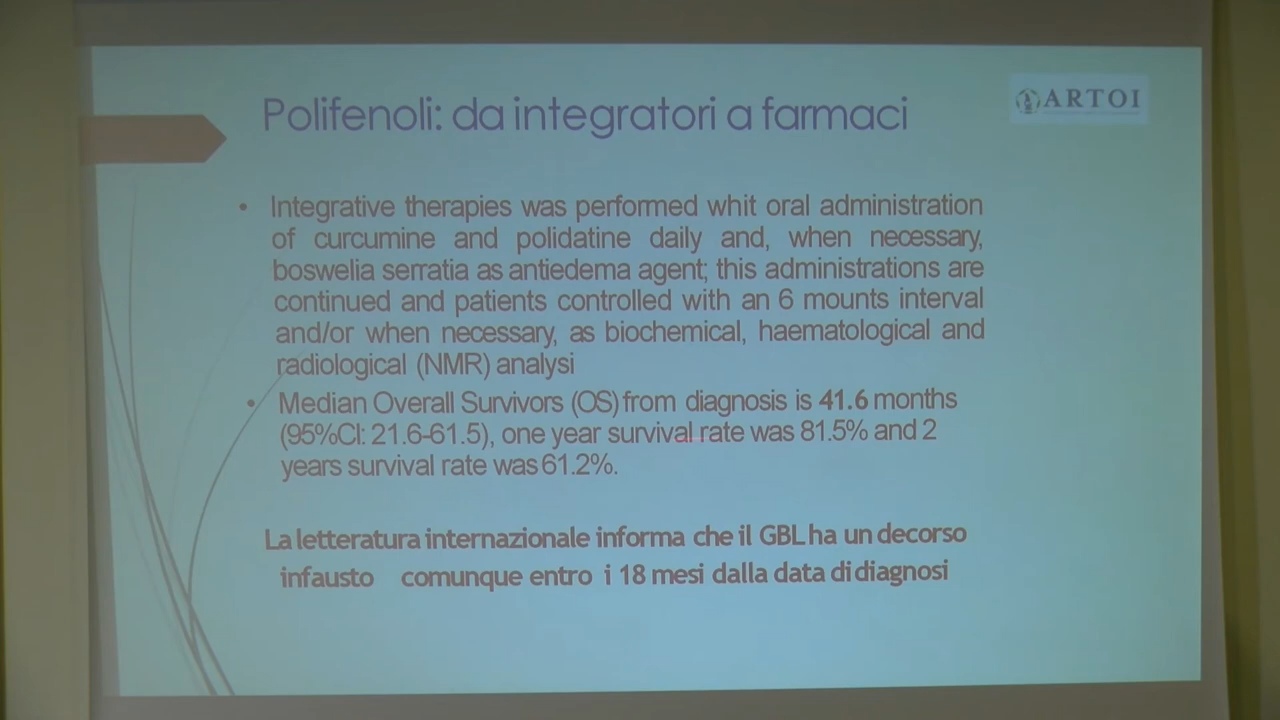 Polifenoli: da integratori a farmaci
ARTOI
• Integrative therapies was performed whit oral administration
of curcumine and polidatine daily and, when necessary,
boswelia serratia as antiedema agent; this administrations are
continued and patients controlled with an 6 mounts interval
and/or when necessary, as biochemical, haematological and
radiological (NMR) analysi
• Median Overall Survivors (OS) from diagnosis is 41.6 months
(95%CI: 21.6-61.5), one year survival rate was 81.5% and 2
years survival rate was 61.2%.
La letteratura internazionale informa che il GBL ha un decorso
infausto comunque entro i 18 mesi dalla data di diagnosi